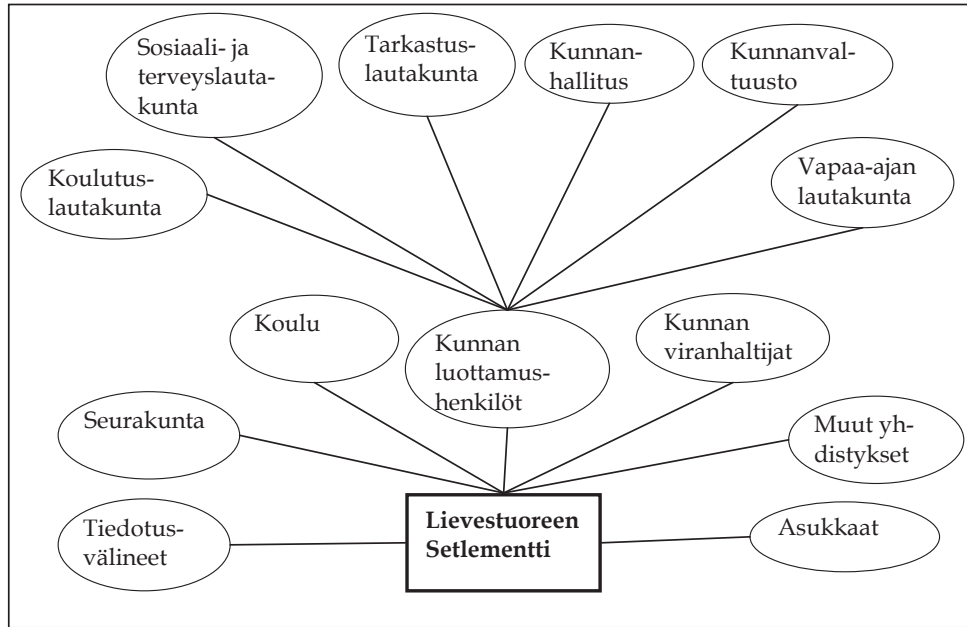 Sosiaali- ja
terveyslauta-
kunta
Tarkastus-
lautakunta
Kunnan-
hallitus
Kunnanval-
tuusto
Koulutus-
lautakunta
Vapaa-ajan
lautakunta
Koulu
Kunnan
luottamus-
henkilöt
Kunnan
viranhaltijat
Seurakunta
Muut yh-
distykset
Tiedotus-
välineet
Lievestuoreen
Setlementti
Asukkaat